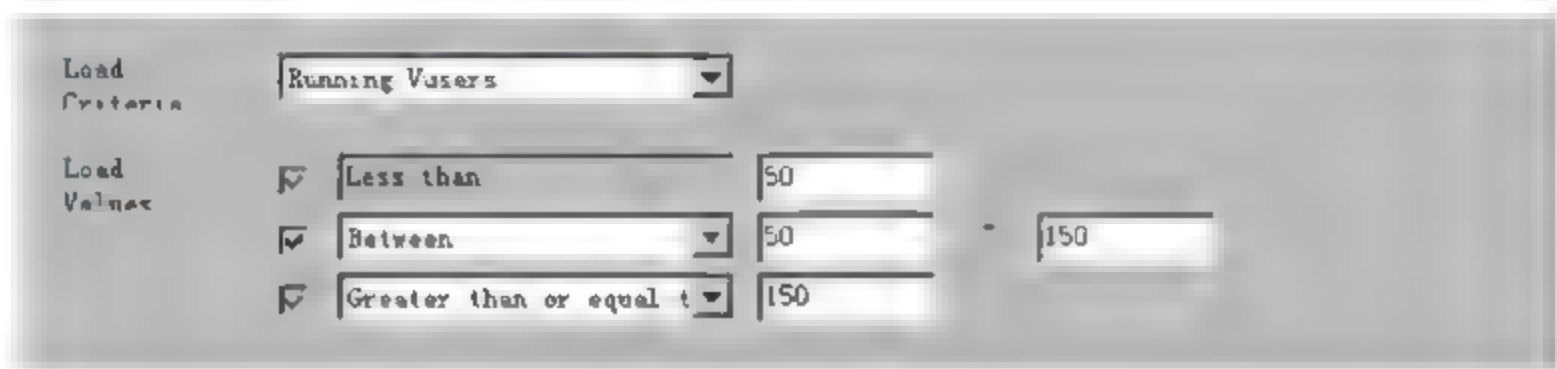 Load
Criteria
Running Vusers
Load
Values
Less than 50
Between 50 - 150
Greater than or equal t 150